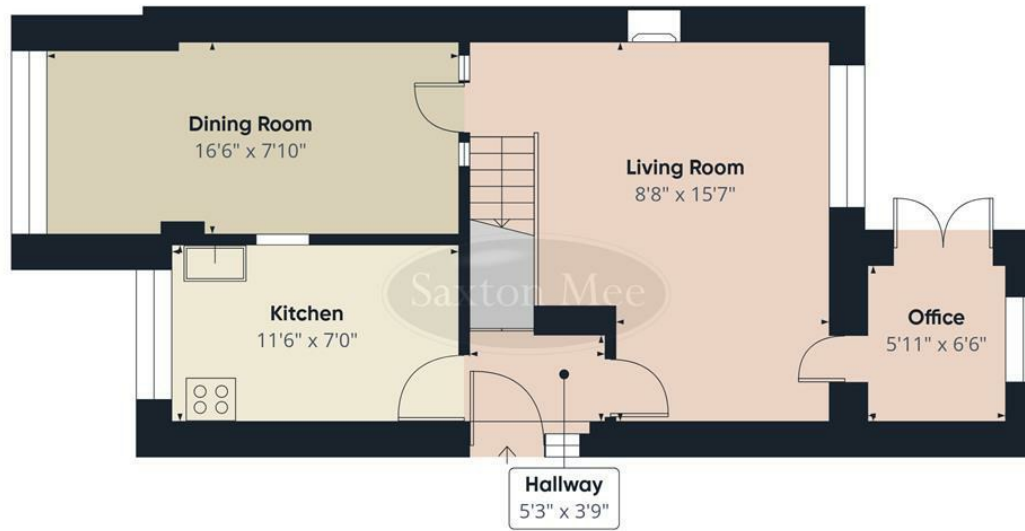 Dining Room
16'6" x 7'10"
Living Room
8'8" x 15'7"
Saxton Mee
Kitchen
11'6" x 7'0"
Office
5'11" x 6'6"
Hallway
5'3" x 3'9"